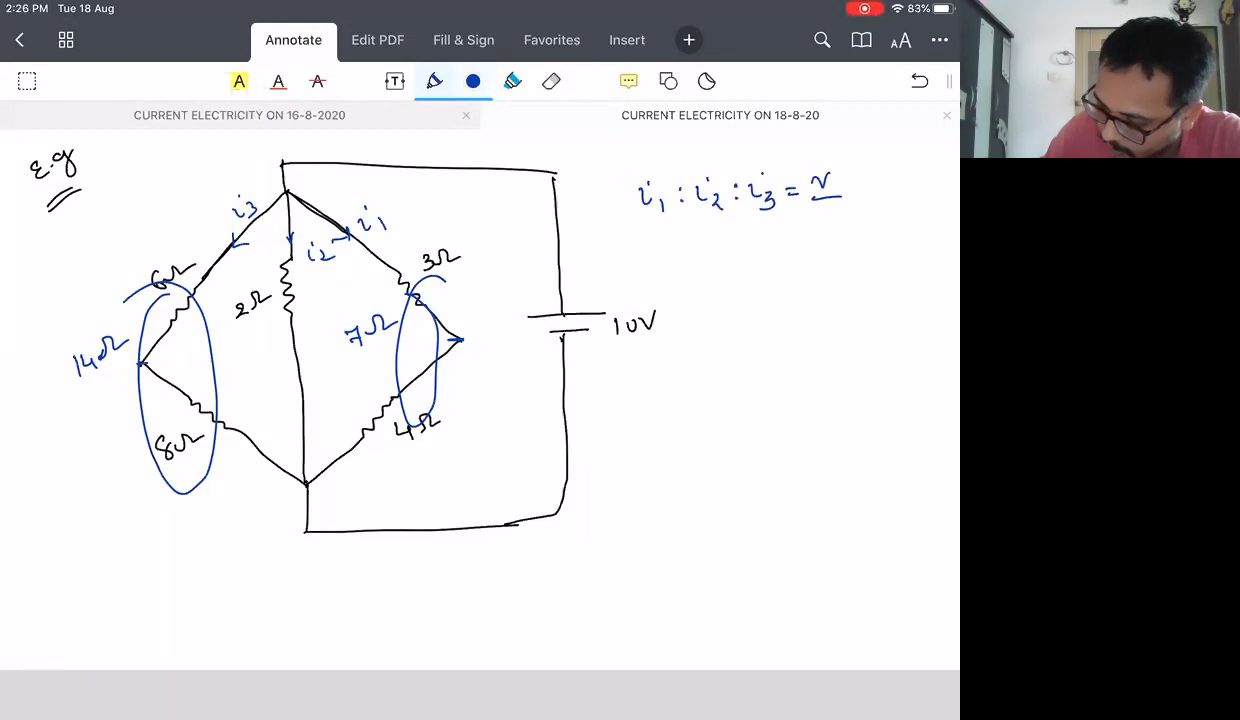 2:26 PM Tue 18 Aug
83%
Annotate
Edit PDF
Fill & Sign
Favorites
Insert
A
A
A
T
AA
CURRENT ELECTRICITY ON 16-8-2020
CURRENT ELECTRICITY ON 18-8-20
E.g
i₃
i₂
i₁
i₁ : i₂ : i₃ =
6Ω
2Ω
3Ω
14Ω
7Ω
10V
8Ω
4Ω